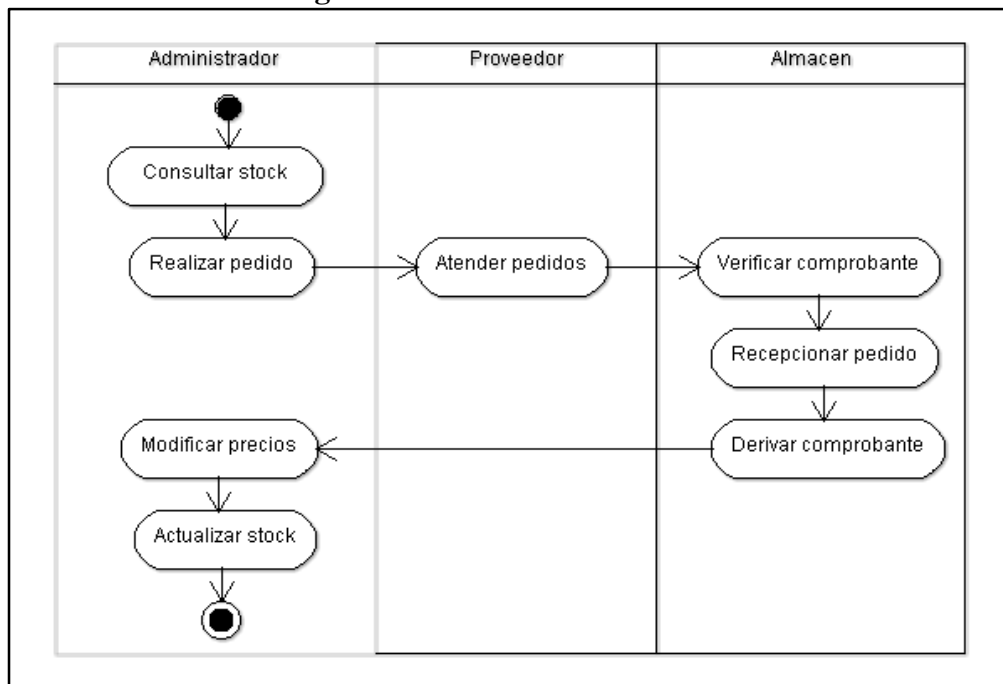 Administrador Proveedor Almacen
Consultar stock
Realizar pedido Atender pedidos Verificar comprobante
Recepcionar pedido
Modificar precios Derivar comprobante
Actualizar stock